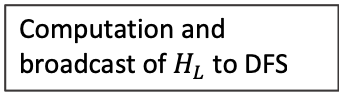 Computation and
broadcast of $H_L$ to DFS